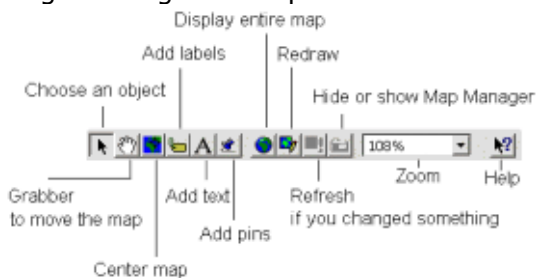 Display entire map
Add labels
Redraw
Choose an object
Hide or show Map Manager
A
108%
?
Grabber
to move the map
Add text
Refresh
if you changed something
Zoom
Help
Add pins
Center map